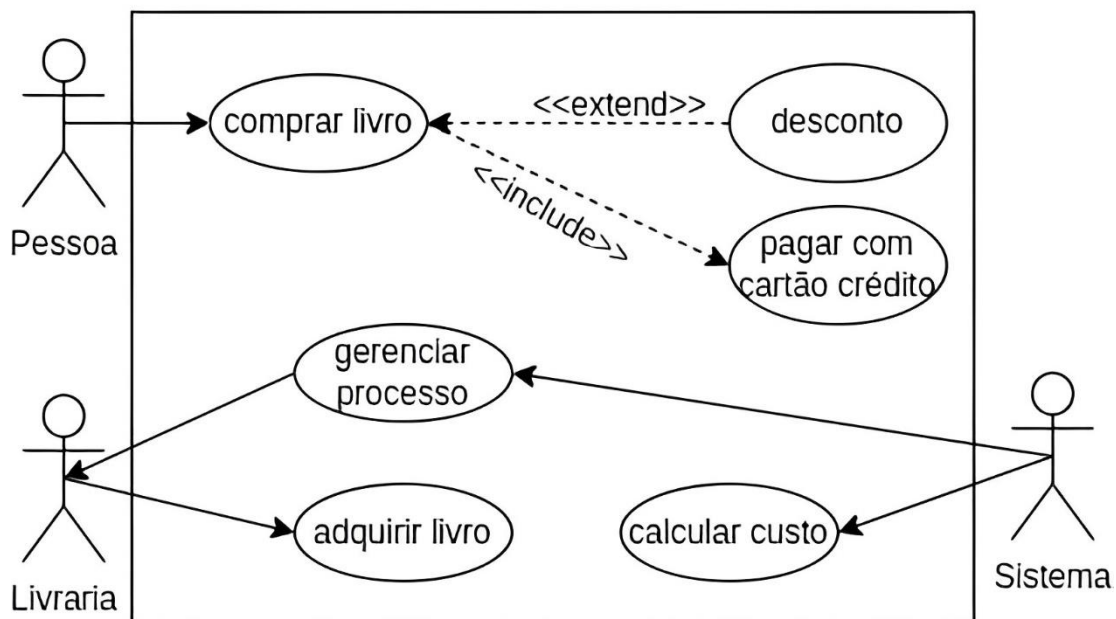 <<extend>>
comprar livro
desconto
<<include>>
Pessoa
pagar com
cartão crédito
gerenciar
processo
adquirir livro
calcular custo
Livraria
Sistema